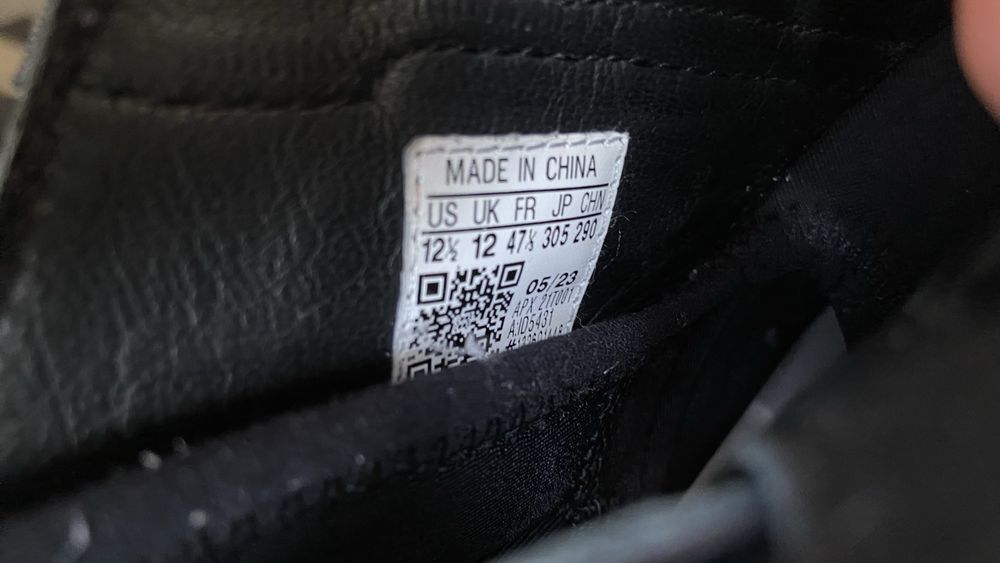 MADE IN CHINA
US UK FR JP CHN
12½ 12 47⅓ 305 290
05/23
APX 21T001
A.ID5431